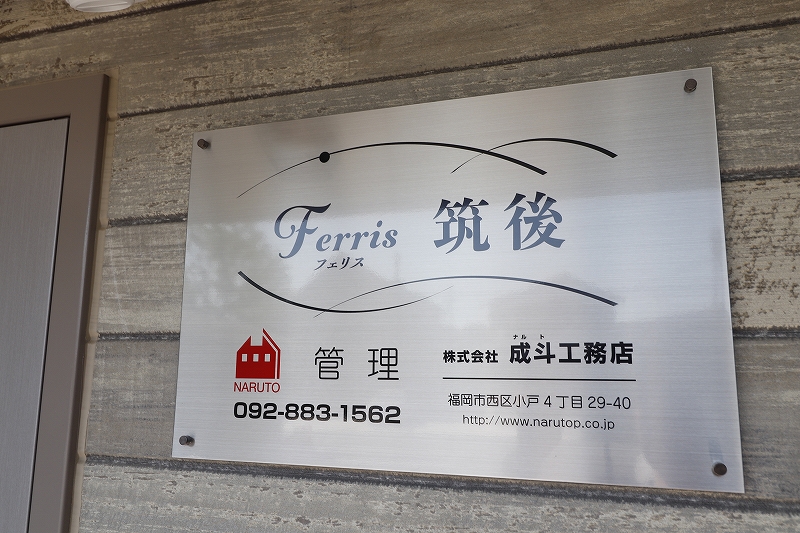 Ferris 筑後
フェリス
NARUTO
管理
092-883-1562
ナルト
株式会社 成斗工務店
福岡市西区小戸4丁目29-40
http://www.narutop.co.jp